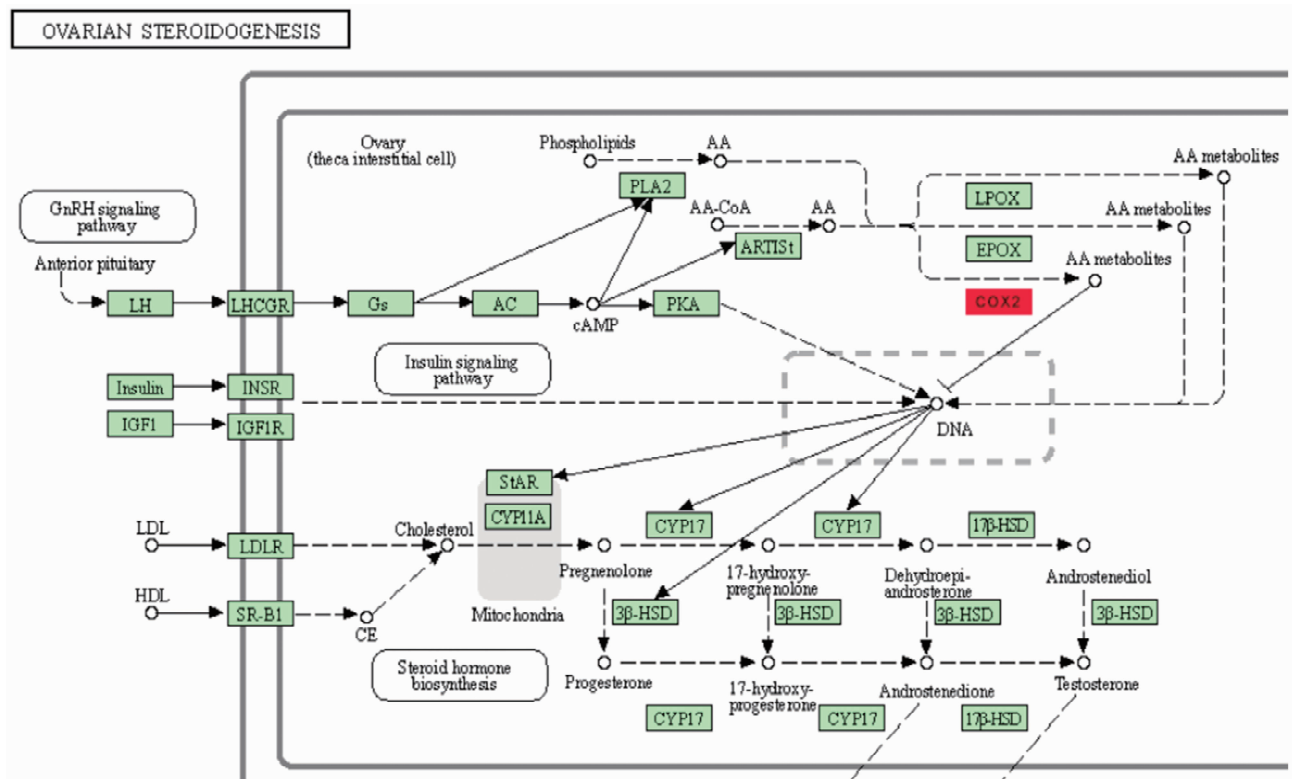 OVARIAN STEROIDOGENESIS
Ovary
(theca interstitial cell)
Phospholipids
AA
AA metabolites
PLA2
LPOX
GnRH signaling
pathway
AA-CoA
AA
AA metabolites
ARTISt
EPOX
Anterior pituitary
AA metabolites
LH
LHCGR
Gs
AC
cAMP
PKA
COX2
Insulin signaling
pathway
Insulin
INSR
IGF1
IGF1R
DNA
StAR
CYP11A
CYP17
CYP17
17β-HSD
LDL
LDLR
Cholesterol
Pregnenolone
17-hydroxy-
pregnenolone
Dehydroepi-
androsterone
Androstenediol
HDL
SR-B1
CE
Mitochondria
3β-HSD
3β-HSD
3β-HSD
3β-HSD
Steroid hormone
biosynthesis
Progesterone
17-hydroxy-
progesterone
Androstenedione
Testosterone
CYP17
CYP17
17β-HSD